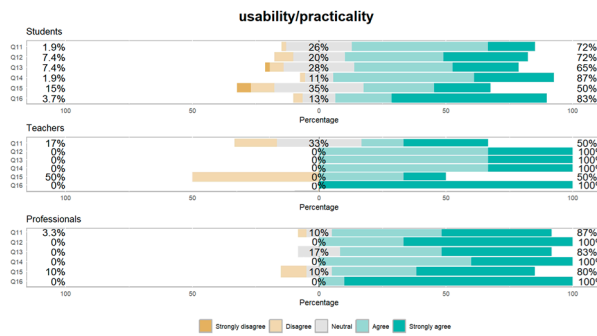 usability/practicality
Students
Q11 1.9% 26% 72%
Q12 7.4% 20% 72%
Q13 7.4% 28% 65%
Q14 1.9% 11% 87%
Q15 15% 35% 50%
Q16 3.7% 13% 83%
100 50 0 50 100
Percentage
Teachers
Q11 17% 33% 50%
Q12 0% 0% 100%
Q13 0% 0% 100%
Q14 0% 0% 100%
Q15 50% 0% 50%
Q16 0% 0% 100%
100 50 0 50 100
Percentage
Professionals
Q11 3.3% 10% 87%
Q12 0% 0% 100%
Q13 0% 17% 83%
Q14 0% 0% 100%
Q15 10% 10% 80%
Q16 0% 0% 100%
100 50 0 50 100
Percentage
Strongly disagree Disagree Neutral Agree Strongly agree